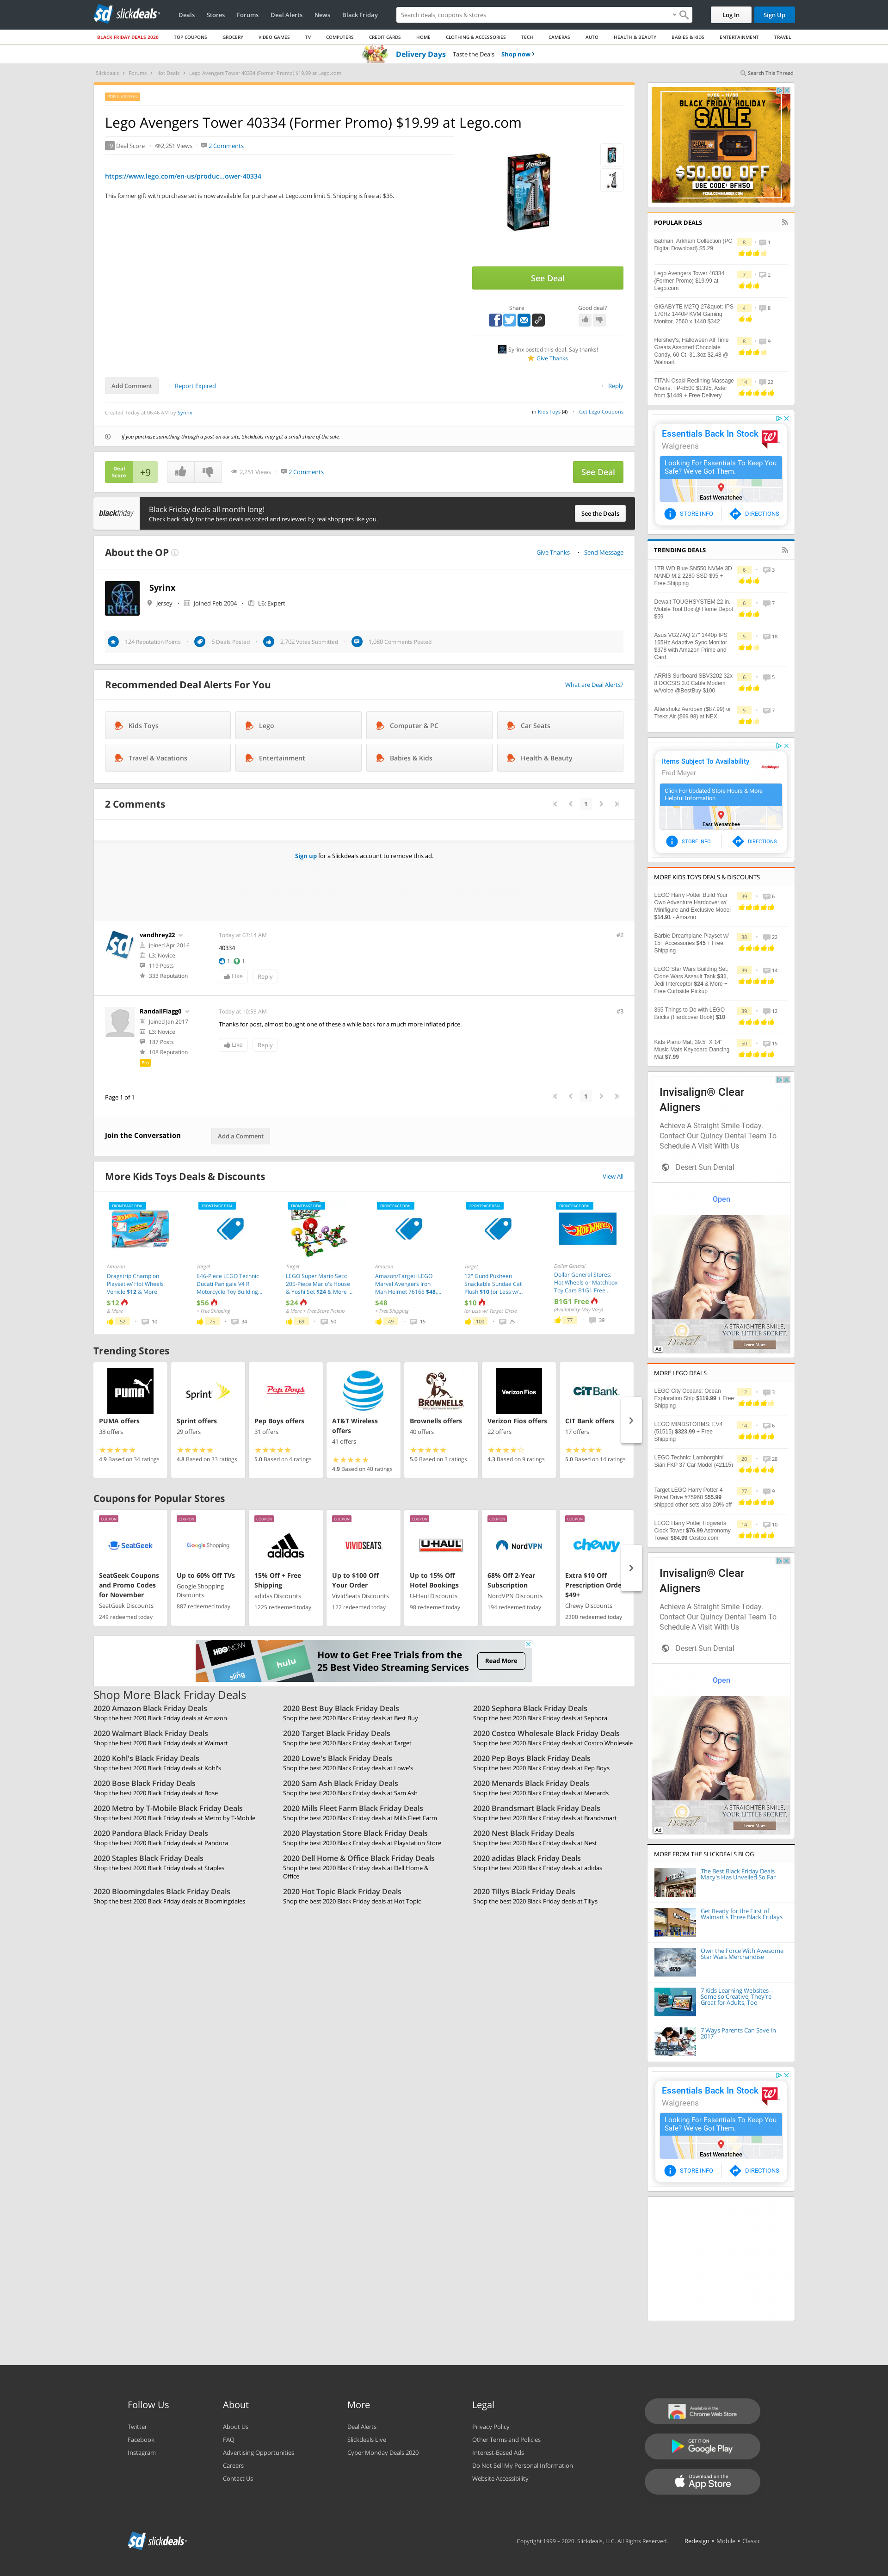 slickdeals
Deals
Stores
Forums
Deal Alerts
News
Black Friday
Search deals, coupons & stores
Log In
Sign Up
BLACK FRIDAY DEALS 2020
TOP COUPONS
GROCERY
VIDEO GAMES
TV
COMPUTERS
CREDIT CARDS
HOME
CLOTHING & ACCESSORIES
TECH
CAMERAS
AUTO
HEALTH & BEAUTY
BABIES & KIDS
ENTERTAINMENT
TRAVEL
Delivery Days
Taste the Deals
Shop now
Slickdeals
Forums
Hot Deals
Lego Avengers Tower 40334 (Former Promo) $19.99 at Lego.com
Search This Thread
Lego Avengers Tower 40334 (Former Promo) $19.99 at Lego.com
+9 Deal Score
2,251 Views
2 Comments
https://www.lego.com/en-us/produc...ower-40334
This former gift with purchase set is now available for purchase at Lego.com limit 5. Shipping is free at $35.
See Deal
Share
Good deal?
Syrinx posted this deal. Say thanks!
Give Thanks
Add Comment
Report Expired
Reply
Created Today at 06:46 AM by Syrinx
in Kids Toys (4)
Get Lego Coupons
If you purchase something through a post on our site, Slickdeals may get a small share of the sale.
Deal Score
+9
2,251 Views
2 Comments
See Deal
blackfriday
Black Friday deals all month long!
Check back daily for the best deals as voted and reviewed by real shoppers like you.
See the Deals
About the OP
Give Thanks
Send Message
Syrinx
Jersey
Joined Feb 2004
L6: Expert
124 Reputation Points
6 Deals Posted
2,702 Votes Submitted
1,080 Comments Posted
Recommended Deal Alerts For You
What are Deal Alerts?
Kids Toys
Lego
Computer & PC
Car Seats
Travel & Vacations
Entertainment
Babies & Kids
Health & Beauty
2 Comments
1
Sign up for a Slickdeals account to remove this ad.
vandhrey22
Joined Apr 2016
L3: Novice
119 Posts
333 Reputation
Today at 07:14 AM
#2
40334
1
1
Like
Reply
RandallFlagg0
Joined Jan 2017
L3: Novice
187 Posts
108 Reputation
Pro
Today at 10:53 AM
#3
Thanks for post, almost bought one of these a while back for a much more inflated price.
Like
Reply
Page 1 of 1
1
Join the Conversation
Add a Comment
More Kids Toys Deals & Discounts
View All
FRONTPAGE DEAL
Amazon
Dragstrip Champion Playset w/ Hot Wheels Vehicle $12 & More
$12
& More
52
10
FRONTPAGE DEAL
Target
646-Piece LEGO Technic Ducati Panigale V4 R Motorcycle Toy Building...
$56
+ Free Shipping
75
34
FRONTPAGE DEAL
Target
LEGO Super Mario Sets: 205-Piece Mario's House & Yoshi Set $24 & More ...
$24
& More + Free Store Pickup
69
50
FRONTPAGE DEAL
Amazon
Amazon/Target: LEGO Marvel Avengers Iron Man Helmet 76165 $48,...
$48
+ Free Shipping
49
15
FRONTPAGE DEAL
Target
12" Gund Pusheen Snackable Sundae Cat Plush $10 (or Less w/...
$10
(or Less w/ Target Circle
100
25
FRONTPAGE DEAL
Dollar General
Dollar General Stores: Hot Wheels or Matchbox Toy Cars B1G1 Free...
B1G1 Free
(Availability May Vary)
77
39
Trending Stores
PUMA offers
38 offers
4.9 Based on 34 ratings
Sprint offers
29 offers
4.8 Based on 33 ratings
Pep Boys offers
31 offers
5.0 Based on 4 ratings
AT&T Wireless offers
41 offers
4.9 Based on 40 ratings
Brownells offers
40 offers
5.0 Based on 3 ratings
Verizon Fios offers
22 offers
4.3 Based on 9 ratings
CIT Bank offers
17 offers
5.0 Based on 14 ratings
Coupons for Popular Stores
COUPON
SeatGeek Coupons and Promo Codes for November
SeatGeek Discounts
249 redeemed today
COUPON
Up to 60% Off TVs
Google Shopping Discounts
887 redeemed today
COUPON
15% Off + Free Shipping
adidas Discounts
1225 redeemed today
COUPON
Up to $100 Off Your Order
VividSeats Discounts
122 redeemed today
COUPON
Up to 15% Off Hotel Bookings
U-Haul Discounts
98 redeemed today
COUPON
68% Off 2-Year Subscription
NordVPN Discounts
194 redeemed today
COUPON
Extra $10 Off Prescription Orde $49+
Chewy Discounts
2300 redeemed today
How to Get Free Trials from the 25 Best Video Streaming Services
Read More
Shop More Black Friday Deals
2020 Amazon Black Friday Deals
Shop the best 2020 Black Friday deals at Amazon
2020 Best Buy Black Friday Deals
Shop the best 2020 Black Friday deals at Best Buy
2020 Sephora Black Friday Deals
Shop the best 2020 Black Friday deals at Sephora
2020 Walmart Black Friday Deals
Shop the best 2020 Black Friday deals at Walmart
2020 Target Black Friday Deals
Shop the best 2020 Black Friday deals at Target
2020 Costco Wholesale Black Friday Deals
Shop the best 2020 Black Friday deals at Costco Wholesale
2020 Kohl's Black Friday Deals
Shop the best 2020 Black Friday deals at Kohl's
2020 Lowe's Black Friday Deals
Shop the best 2020 Black Friday deals at Lowe's
2020 Pep Boys Black Friday Deals
Shop the best 2020 Black Friday deals at Pep Boys
2020 Bose Black Friday Deals
Shop the best 2020 Black Friday deals at Bose
2020 Sam Ash Black Friday Deals
Shop the best 2020 Black Friday deals at Sam Ash
2020 Menards Black Friday Deals
Shop the best 2020 Black Friday deals at Menards
2020 Metro by T-Mobile Black Friday Deals
Shop the best 2020 Black Friday deals at Metro by T-Mobile
2020 Mills Fleet Farm Black Friday Deals
Shop the best 2020 Black Friday deals at Mills Fleet Farm
2020 Brandsmart Black Friday Deals
Shop the best 2020 Black Friday deals at Brandsmart
2020 Pandora Black Friday Deals
Shop the best 2020 Black Friday deals at Pandora
2020 Playstation Store Black Friday Deals
Shop the best 2020 Black Friday deals at Playstation Store
2020 Nest Black Friday Deals
Shop the best 2020 Black Friday deals at Nest
2020 Staples Black Friday Deals
Shop the best 2020 Black Friday deals at Staples
2020 Dell Home & Office Black Friday Deals
Shop the best 2020 Black Friday deals at Dell Home & Office
2020 adidas Black Friday Deals
Shop the best 2020 Black Friday deals at adidas
2020 Bloomingdales Black Friday Deals
Shop the best 2020 Black Friday deals at Bloomingdales
2020 Hot Topic Black Friday Deals
Shop the best 2020 Black Friday deals at Hot Topic
2020 Tillys Black Friday Deals
Shop the best 2020 Black Friday deals at Tillys
BLACK FRIDAY HOLIDAY SALE
$50.00 OFF
USE CODE: BFH50
POPULAR DEALS
Batman: Arkham Collection (PC Digital Download) $5.29
8
1
Lego Avengers Tower 40334 (Former Promo) $19.99 at Lego.com
7
2
GIGABYTE M27Q 27&quot; IPS 170Hz 1440P KVM Gaming Monitor, 2560 x 1440 $342
4
8
Hershey's, Halloween All Time Greats Assorted Chocolate Candy, 60 Ct, 31.3oz $2.48 @ Walmart
8
9
TITAN Osaki Reclining Massage Chairs: TP-8500 $1395, Aster from $1449 + Free Delivery
14
22
Essentials Back In Stock
Walgreens
Looking For Essentials To Keep You Safe? We've Got Them.
East Wenatchee
STORE INFO
DIRECTIONS
TRENDING DEALS
1TB WD Blue SN550 NVMe 3D NAND M.2 2280 SSD $95 + Free Shipping
6
3
Dewalt TOUGHSYSTEM 22 in. Mobile Tool Box @ Home Depot $59
6
7
Asus VG27AQ 27" 1440p IPS 165Hz Adaptive Sync Monitor $378 with Amazon Prime and Card
5
18
ARRIS Surfboard SBV3202 32x 8 DOCSIS 3.0 Cable Modem w/Voice @BestBuy $100
6
5
Aftershokz Aeropex ($87.99) or Trekz Air ($69.98) at NEX
5
7
Items Subject To Availability
Fred Meyer
Click For Updated Store Hours & More Helpful Information.
East Wenatchee
STORE INFO
DIRECTIONS
MORE KIDS TOYS DEALS & DISCOUNTS
LEGO Harry Potter Build Your Own Adventure Hardcover w/ Minifigure and Exclusive Model $14.91 - Amazon
39
6
Barbie Dreamplane Playset w/ 15+ Accessories $45 + Free Shipping
38
22
LEGO Star Wars Building Set: Clone Wars Assault Tank $31, Jedi Interceptor $24 & More + Free Curbside Pickup
39
14
365 Things to Do with LEGO Bricks (Hardcover Book) $10
39
12
Kids Piano Mat, 39.5" X 14" Music Mats Keyboard Dancing Mat $7.99
50
15
Invisalign® Clear Aligners
Achieve A Straight Smile Today. Contact Our Quincy Dental Team To Schedule A Visit With Us
Desert Sun Dental
Open
A STRAIGHTER SMILE, YOUR LITTLE SECRET.
Learn More
Ad
MORE LEGO DEALS
LEGO City Oceans: Ocean Exploration Ship $119.99 + Free Shipping
12
3
LEGO MINDSTORMS: EV4 (51515) $323.99 + Free Shipping
14
6
LEGO Technic: Lamborghini Sián FKP 37 Car Model (42115)
20
28
Target LEGO Harry Potter 4 Privet Drive #75968 $55.99 shipped other sets also 20% off
27
9
LEGO Harry Potter Hogwarts Clock Tower $76.99 Astronomy Tower $84.99 Costco.com
14
10
Invisalign® Clear Aligners
Achieve A Straight Smile Today. Contact Our Quincy Dental Team To Schedule A Visit With Us
Desert Sun Dental
Open
A STRAIGHTER SMILE, YOUR LITTLE SECRET.
Learn More
Ad
MORE FROM THE SLICKDEALS BLOG
The Best Black Friday Deals Macy's Has Unveiled So Far
Get Ready for the First of Walmart's Three Black Fridays
Own the Force With Awesome Star Wars Merchandise
7 Kids Learning Websites -- Some so Creative, They're Great for Adults, Too
7 Ways Parents Can Save In 2017
Essentials Back In Stock
Walgreens
Looking For Essentials To Keep You Safe? We've Got Them.
East Wenatchee
STORE INFO
DIRECTIONS
Follow Us
Twitter
Facebook
Instagram
About
About Us
FAQ
Advertising Opportunities
Careers
Contact Us
More
Deal Alerts
Slickdeals Live
Cyber Monday Deals 2020
Legal
Privacy Policy
Other Terms and Policies
Interest-Based Ads
Do Not Sell My Personal Information
Website Accessibility
Available in the Chrome Web Store
GET IT ON Google Play
Download on the App Store
slickdeals
Copyright 1999 - 2020. Slickdeals, LLC. All Rights Reserved.
Redesign • Mobile • Classic